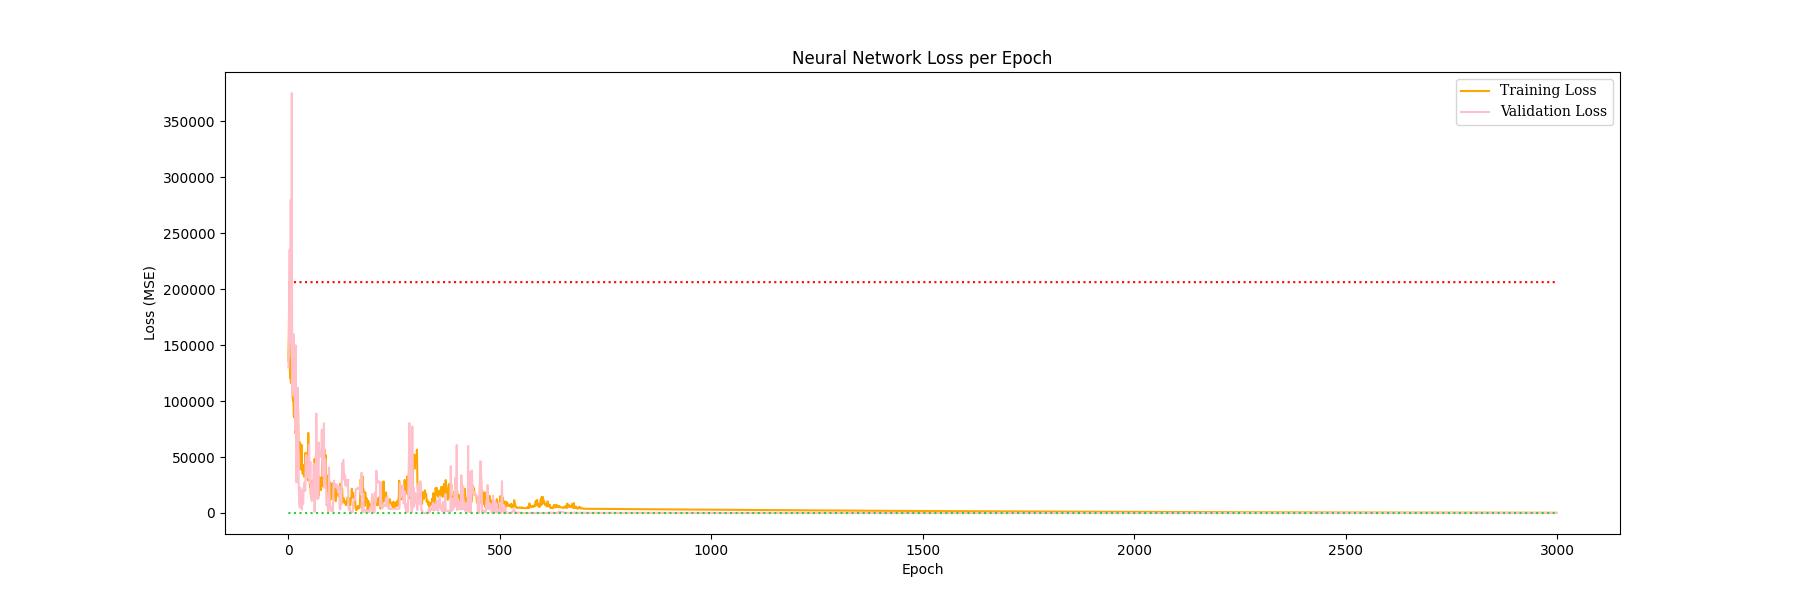 Neural Network Loss per Epoch
Training Loss
Validation Loss
350000
300000
250000
200000
150000
100000
50000
0
Loss (MSE)
0 500 1000 1500 2000 2500 3000
Epoch